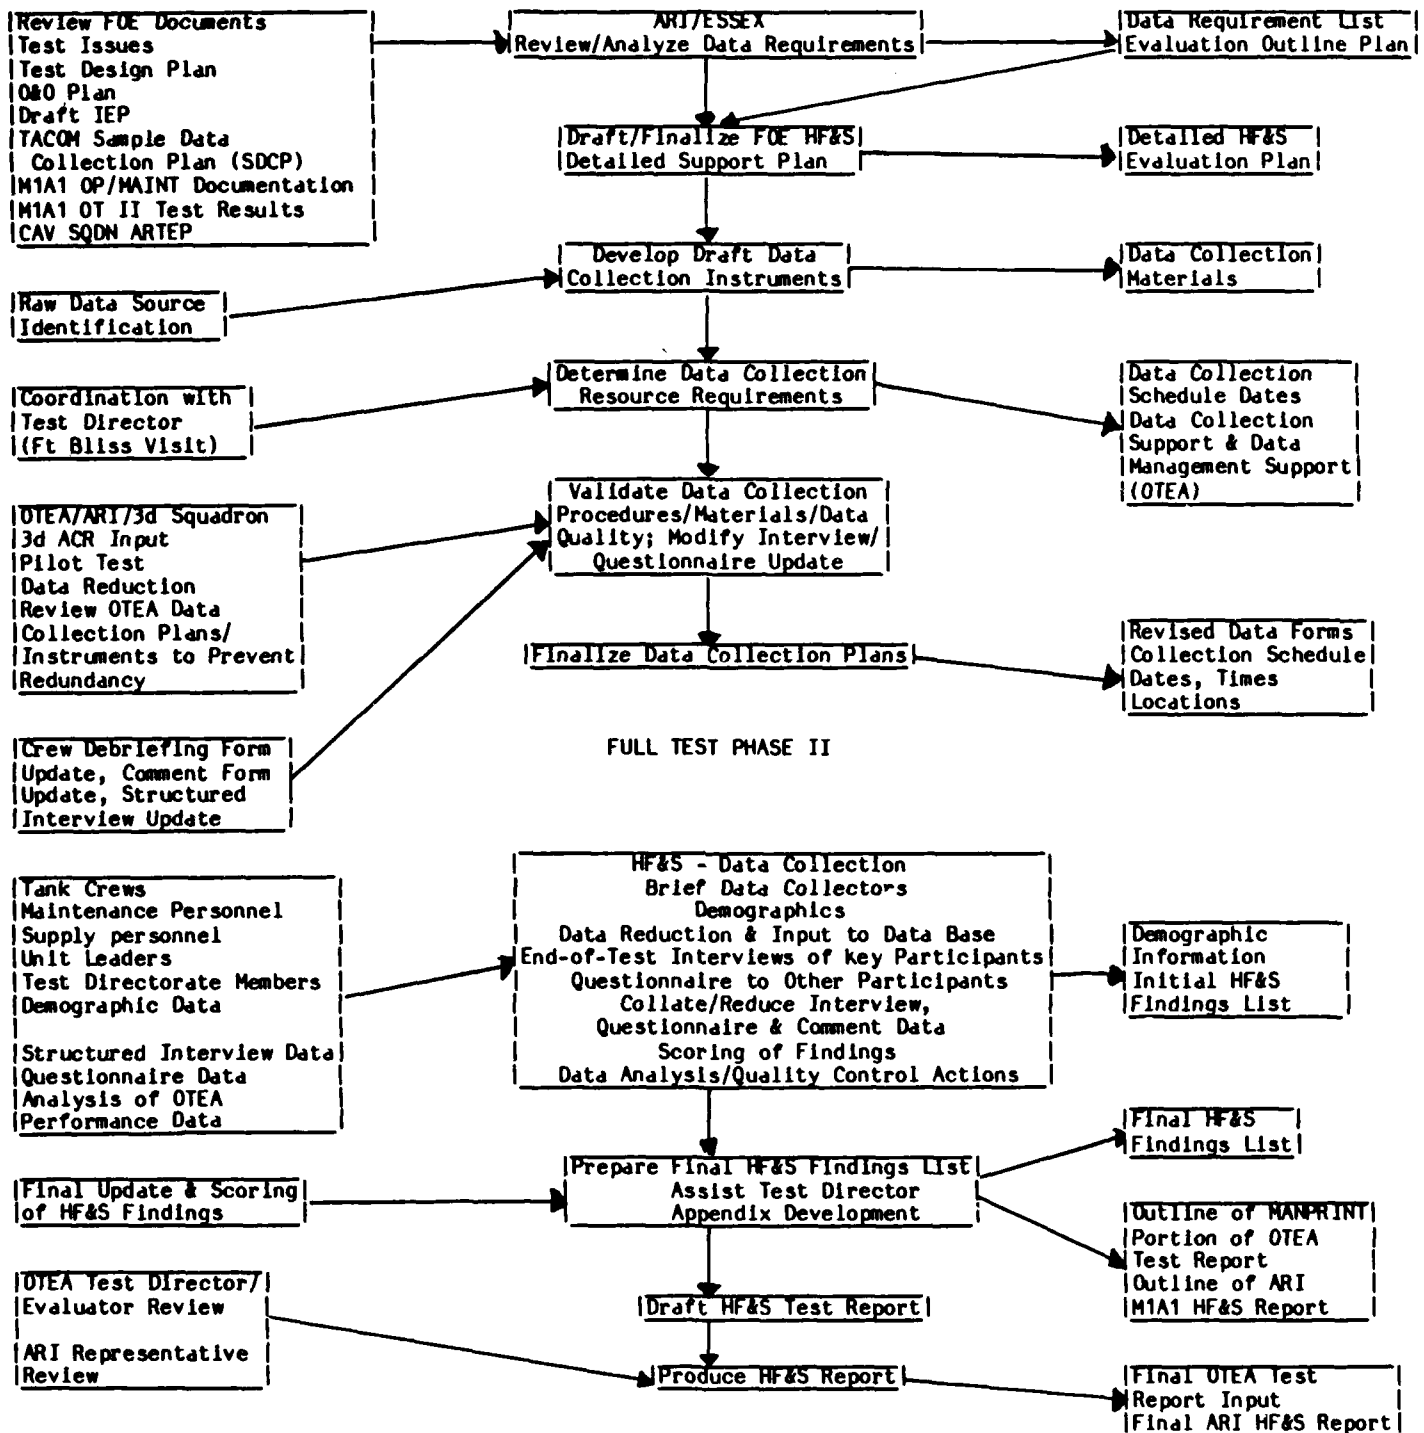 Review FOE Documents
Test Issues
Test Design Plan
O&O Plan
Draft IEP
TACOM Sample Data
Collection Plan (SDCP)
M1A1 OP/MAINT Documentation
M1A1 OT II Test Results
CAV SQDN ARTEP
ARI/ESSEX
Review/Analyze Data Requirements
Data Requirement List
Evaluation Outline Plan
Draft/Finalize FOE HF&S
Detailed Support Plan
Detailed HF&S
Evaluation Plan
Raw Data Source
Identification
Develop Draft Data
Collection Instruments
Data Collection
Materials
Coordination with
Test Director
(Ft Bliss Visit)
Determine Data Collection
Resource Requirements
Data Collection
Schedule Dates
Data Collection
Support & Data
Management Support
(OTEA)
OTEA/ARI/3d Squadron
3d ACR Input
Pilot Test
Data Reduction
Review OTEA Data
Collection Plans/
Instruments to Prevent
Redundancy
Validate Data Collection
Procedures/Materials/Data
Quality; Modify Interview/
Questionnaire Update
Crew Debriefing Form
Update, Comment Form
Update, Structured
Interview Update
Finalize Data Collection Plans
Revised Data Forms
Collection Schedule
Dates, Times
Locations
FULL TEST PHASE II
Tank Crews
Maintenance Personnel
Supply personnel
Unit Leaders
Test Directorate Members
Demographic Data
Structured Interview Data
Questionnaire Data
Analysis of OTEA
Performance Data
HF&S - Data Collection
Brief Data Collectors
Demographics
Data Reduction & Input to Data Base
End-of-Test Interviews of key Participants
Questionnaire to Other Participants
Collate/Reduce Interview,
Questionnaire & Comment Data
Scoring of Findings
Data Analysis/Quality Control Actions
Demographic
Information
Initial HF&S
Findings List
Final Update & Scoring
of HF&S Findings
Prepare Final HF&S Findings List
Assist Test Director
Appendix Development
Final HF&S
Findings List
Outline of MANPRINT
Portion of OTEA
Test Report
Outline of ARI
M1A1 HF&S Report
OTEA Test Director/
Evaluator Review
ARI Representative
Review
Draft HF&S Test Report
Produce HF&S Report
Final OTEA Test
Report Input
Final ARI HF&S Report